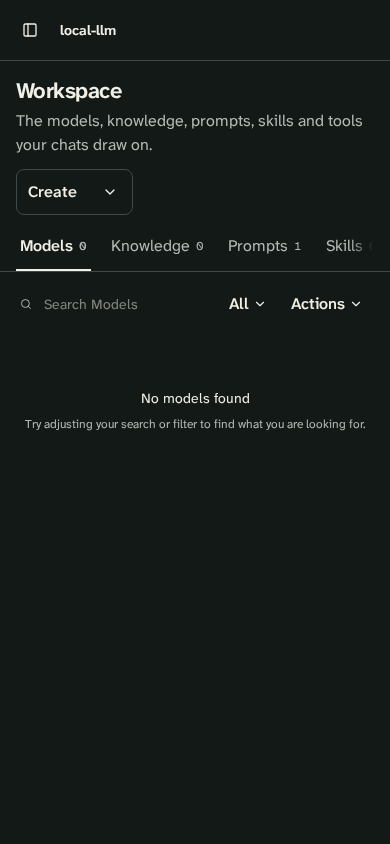 local-llm
Workspace
The models, knowledge, prompts, skills and tools
your chats draw on.
Create
Models 0 Knowledge 0 Prompts 1 Skills
Search Models All Actions
No models found
Try adjusting your search or filter to find what you are looking for.